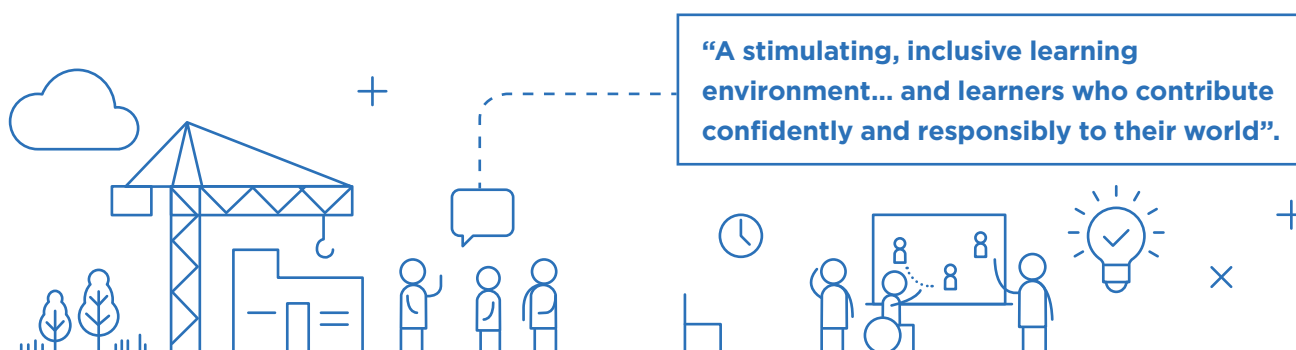 “A stimulating, inclusive learning
environment... and learners who contribute
confidently and responsibly to their world”.